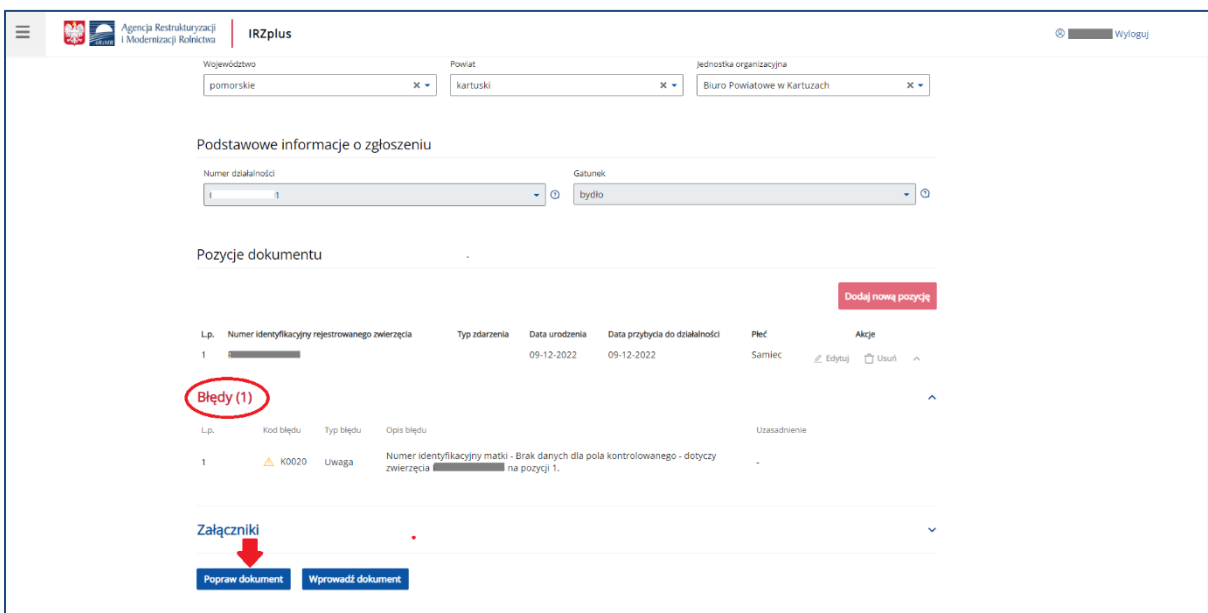 Agencja Restrukturyzacji
i Modernizacji Rolnictwa
IRZplus
Wyloguj
Województwo
Powiat
Jednostka organizacyjna
pomorskie
kartuski
Biuro Powiatowe w Kartuzach
Podstawowe informacje o zgłoszeniu
Numer działalności
Gatunek
bydło
Pozycje dokumentu
Dodaj nową pozycję
L.p. Numer identyfikacyjny rejestrowanego zwierzęcia Typ zdarzenia Data urodzenia Data przybycia do działalności Płeć Akcje
1 09-12-2022 09-12-2022 Samiec Edytuj Usuń
Błędy (1)
L.p. Kod błędu Typ błędu Opis błędu Uzasadnienie
1 K0020 Uwaga Numer identyfikacyjny matki - Brak danych dla pola kontrolowanego - dotyczy -
zwierzęcia na pozycji 1.
Załączniki
Popraw dokument Wprowadź dokument